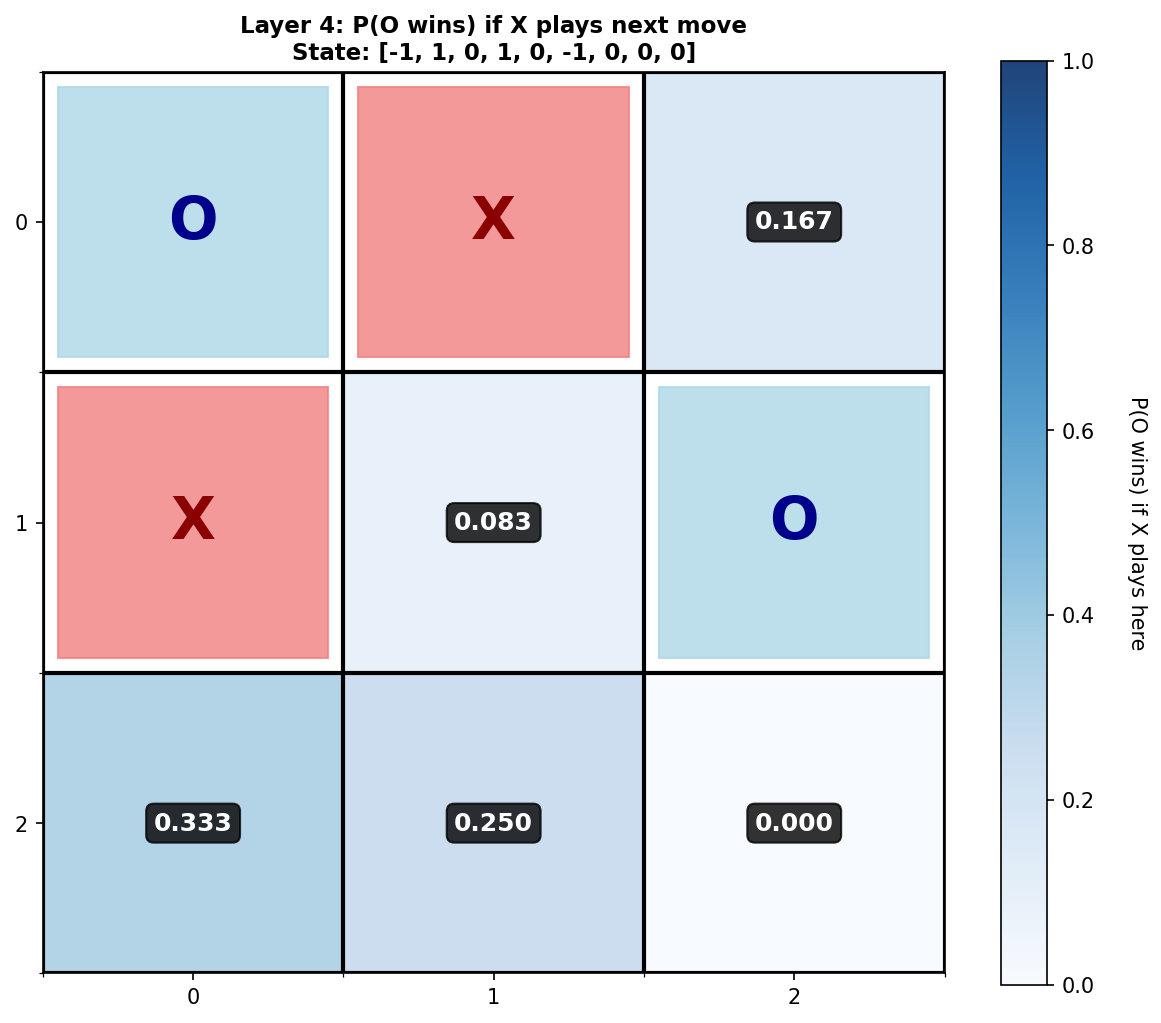 Layer 4: P(O wins) if X plays next move
State: [-1, 1, 0, 1, 0, -1, 0, 0, 0]
1.0
0.8
0.6
0.4
0.2
0.0
P(O wins) if X plays here
0
O
X
0.167
1
X
0.083
O
2
0.333
0.250
0.000
0
1
2